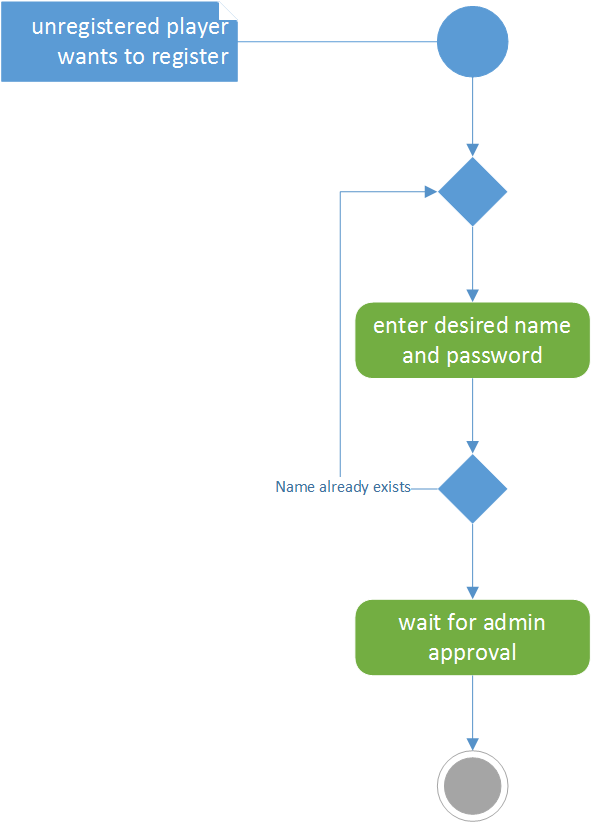 unregistered player
wants to register
enter desired name
and password
Name already exists
wait for admin
approval